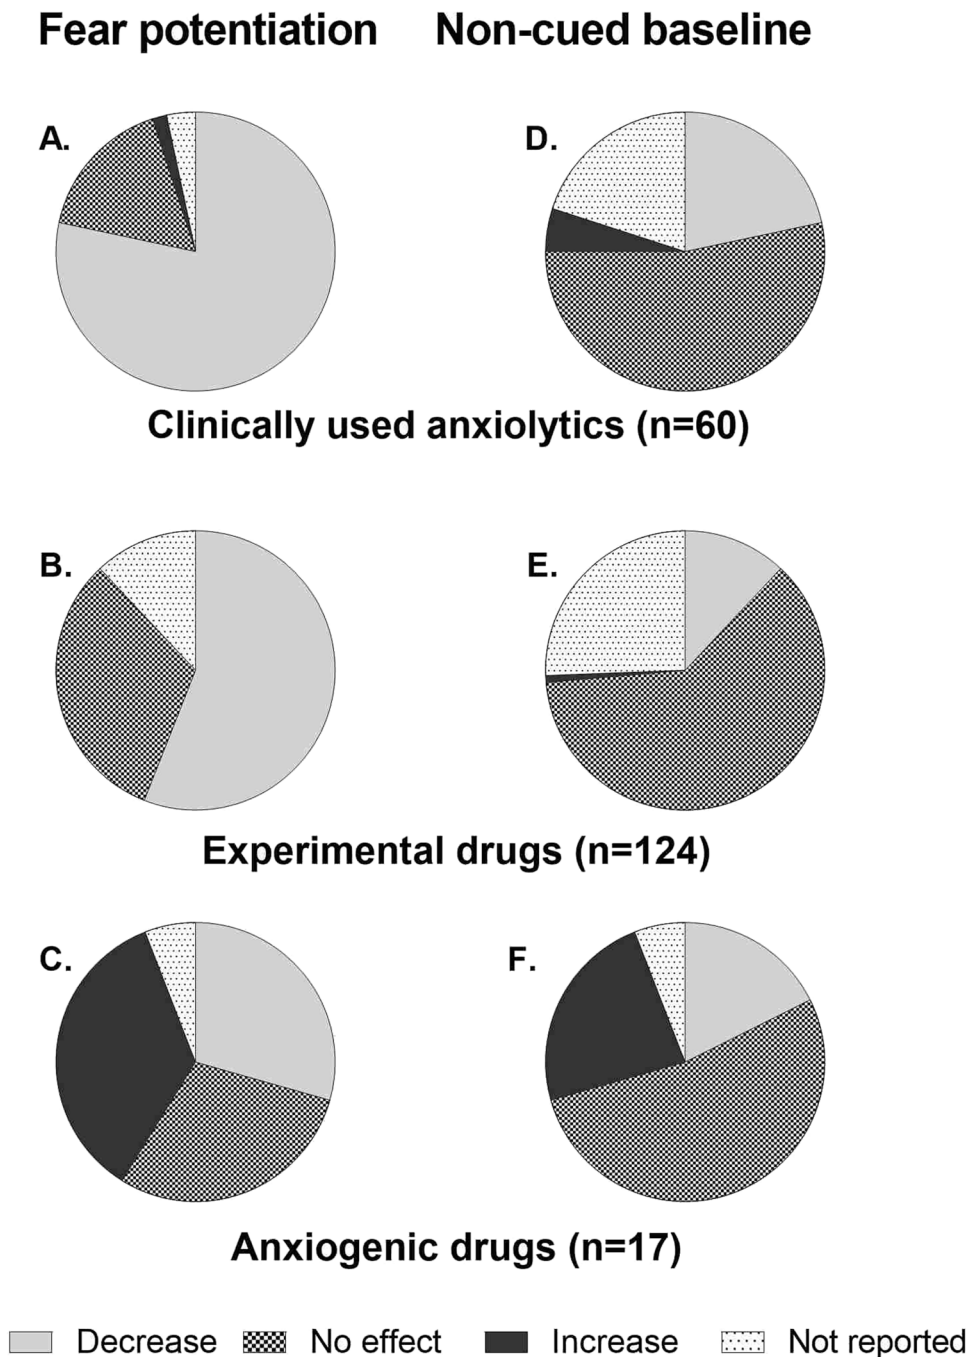 Fear potentiation Non-cued baseline
A. D.
Clinically used anxiolytics (n=60)
B. E.
Experimental drugs (n=124)
C. F.
Anxiogenic drugs (n=17)
Decrease No effect Increase Not reported